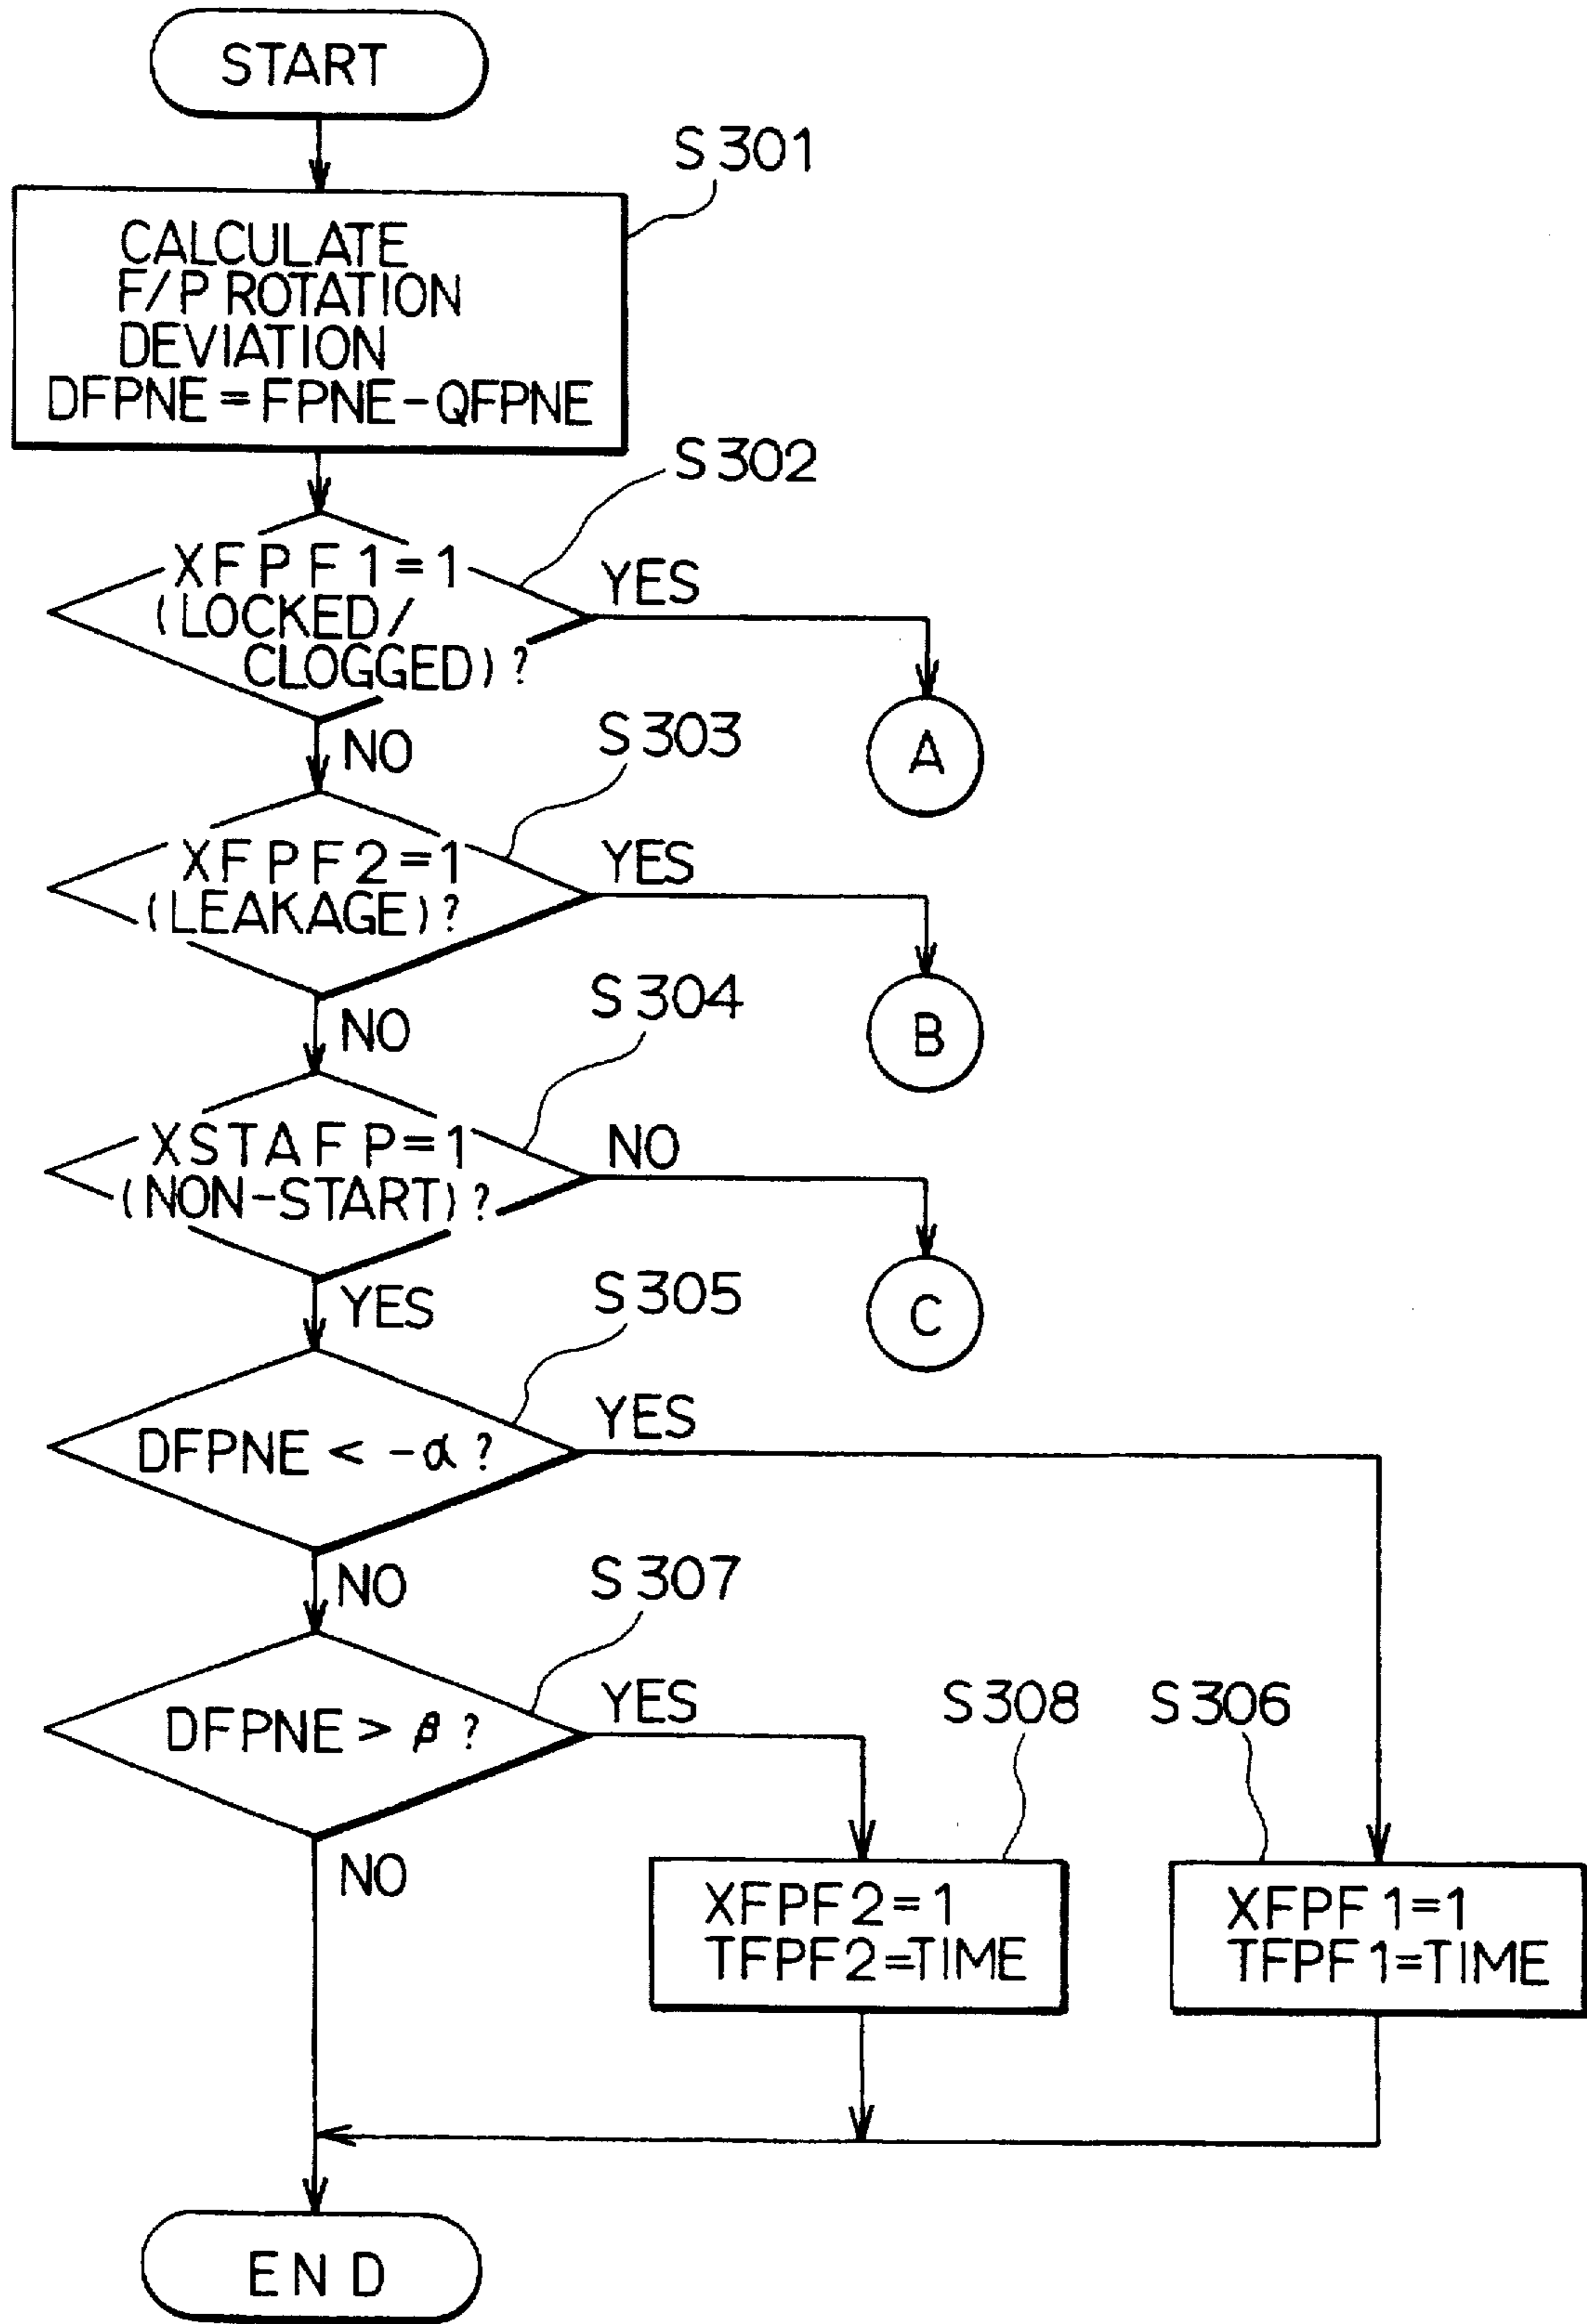 START
S301
CALCULATE
F/P ROTATION
DEVIATION
DFPNE=FPNE-QFPNE
S302
XFPF1=1
(LOCKED/
CLOGGED)?
YES
A
NO
S303
XFPF2=1
(LEAKAGE)?
YES
B
NO
S304
XSTAFP=1
(NON-START)?
NO
C
YES
S305
DFPNE < -α ?
YES
NO
S307
DFPNE > β ?
YES
S308
S306
NO
XFPF2=1
TFPF2=TIME
XFPF1=1
TFPF1=TIME
END